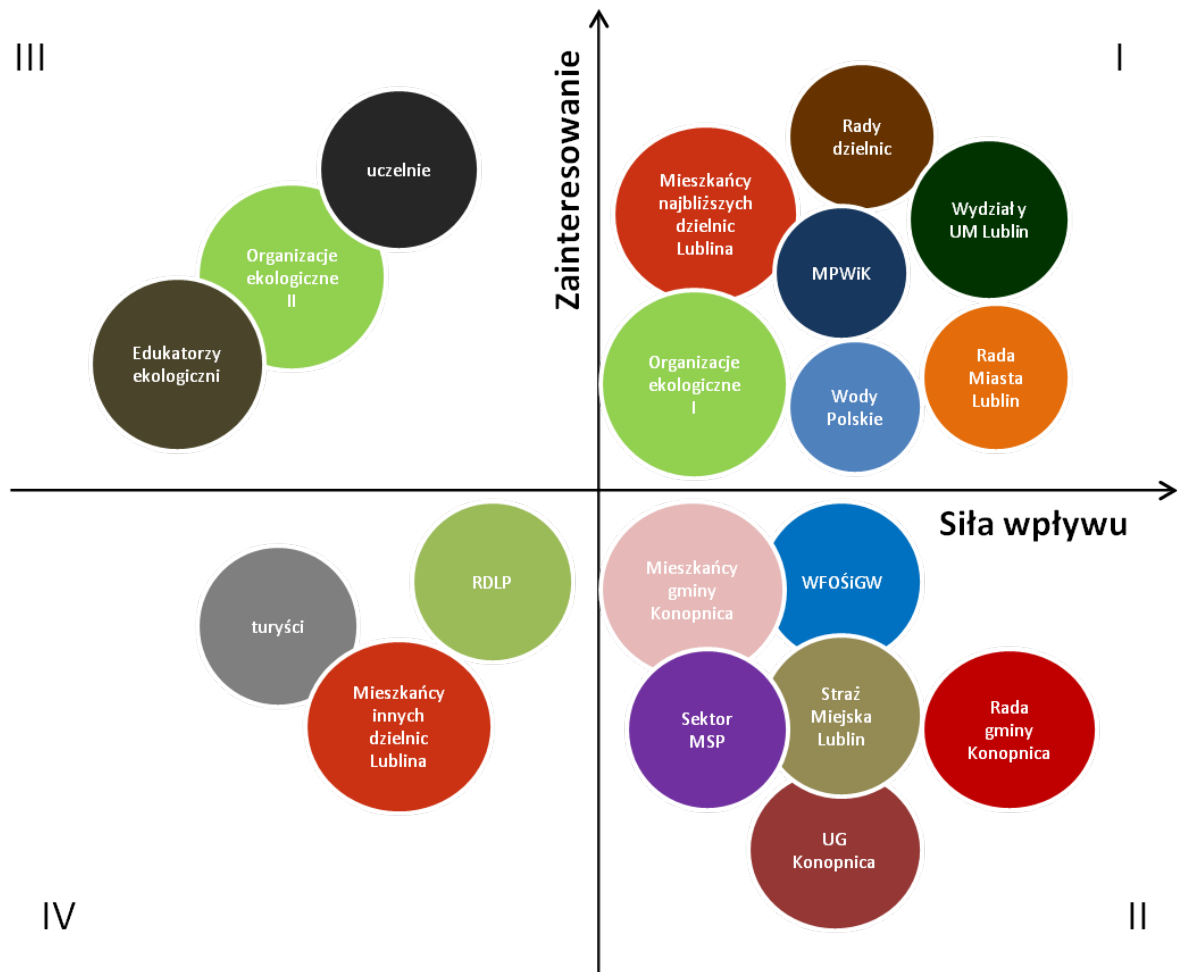 III
Zainteresowanie
I
uczelnie
Organizacje
ekologiczne
II
Edukatorzy
ekologiczni
Rady
dzielnic
Mieszkańcy
najbliższych
dzielnic
Lublina
Wydziały
UM Lublin
MPWiK
Organizacje
ekologiczne
I
Wody
Polskie
Rada
Miasta
Lublin
Siła wpływu
turyści
RDLP
Mieszkańcy
innych
dzielnic
Lublina
Mieszkańcy
gminy
Konopnica
WFOŚiGW
Sektor
MSP
Straż
Miejska
Lublin
Rada
gminy
Konopnica
UG
Konopnica
IV
II